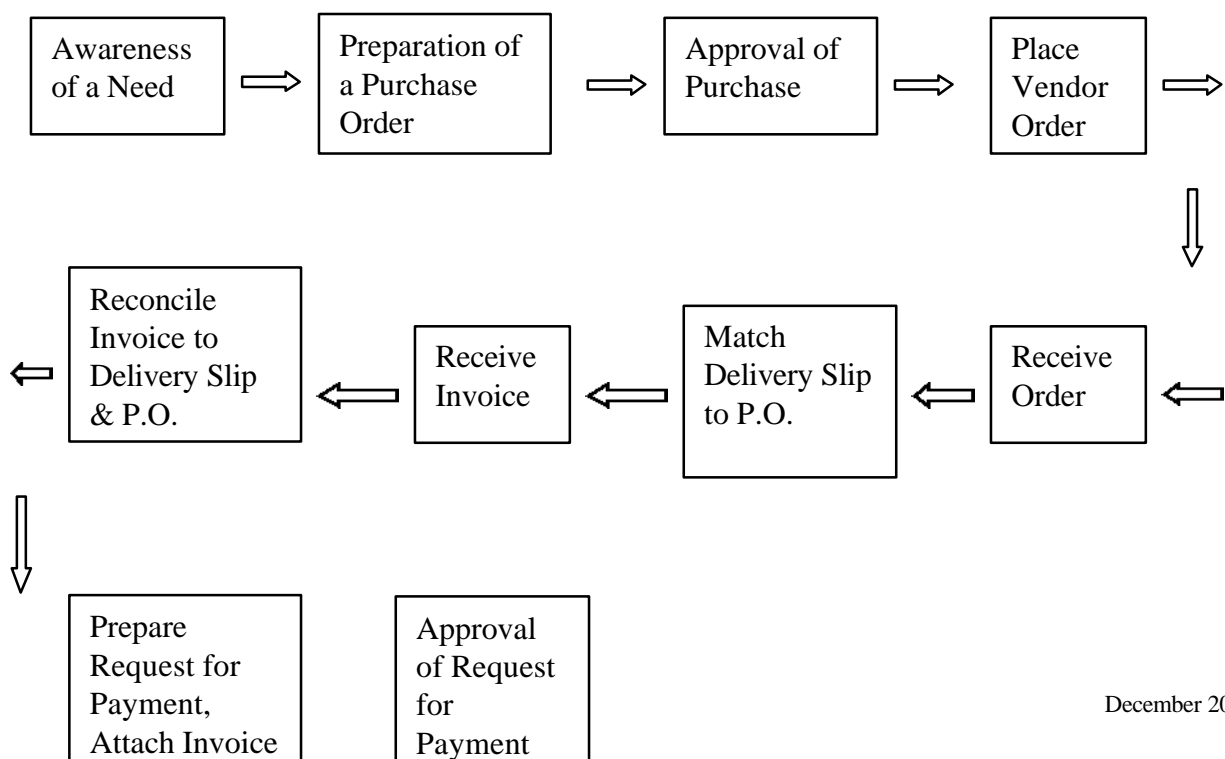 Awareness
of a Need
Preparation of
a Purchase
Order
Approval of
Purchase
Place
Vendor
Order
Reconcile
Invoice to
Delivery Slip
& P.O.
Receive
Invoice
Match
Delivery Slip
to P.O.
Receive
Order
Prepare
Request for
Payment,
Attach Invoice
Approval
of Request
for
Payment
December 20